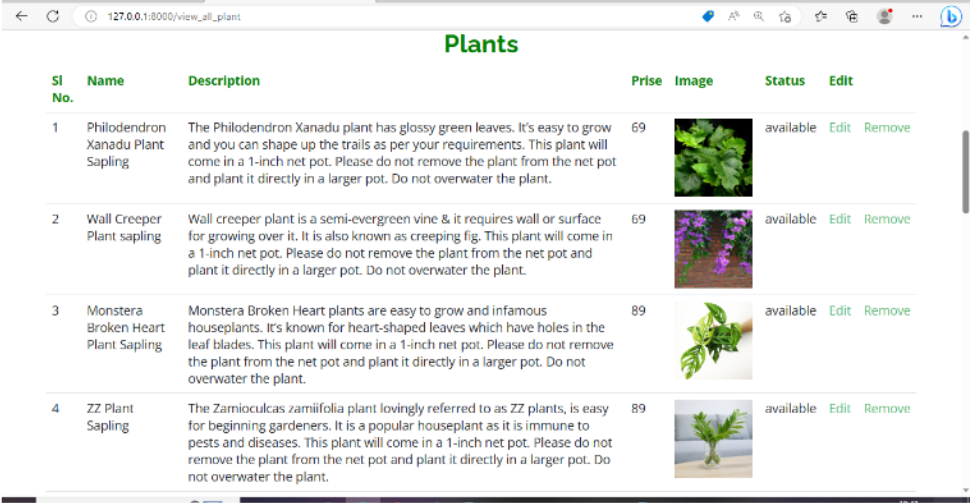 127.0.0.1:8000/view_all_plant
Plants
Sl No. Name Description Prise Image Status Edit
1 Philodendron Xanadu Plant Sapling
The Philodendron Xanadu plant has glossy green leaves. It's easy to grow
and you can shape up the trails as per your requirements. This plant will
come in a 1-inch net pot. Please do not remove the plant from the net pot
and plant it directly in a larger pot. Do not overwater the plant.
69 available Edit Remove
2 Wall Creeper Plant sapling
Wall creeper plant is a semi-evergreen vine & it requires wall or surface
for growing over it. It is also known as creeping fig. This plant will come in
a 1-inch net pot. Please do not remove the plant from the net pot and
plant it directly in a larger pot. Do not overwater the plant.
69 available Edit Remove
3 Monstera Broken Heart Plant Sapling
Monstera Broken Heart plants are easy to grow and infamous
houseplants. It's known for heart-shaped leaves which have holes in the
leaf blades. This plant will come in a 1-inch net pot. Please do not remove
the plant from the net pot and plant it directly in a larger pot. Do not
overwater the plant.
89 available Edit Remove
4 ZZ Plant Sapling
The Zamioculcas zamiifolia plant lovingly referred to as ZZ plants, is easy
for beginning gardeners. It is a popular houseplant as it is immune to
pests and diseases. This plant will come in a 1-inch net pot. Please do not
remove the plant from the net pot and plant it directly in a larger pot. Do
not overwater the plant.
89 available Edit Remove